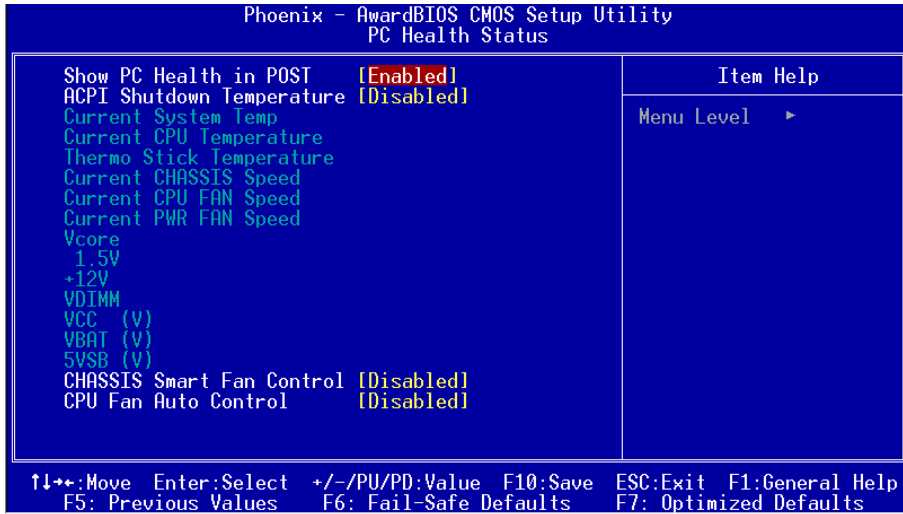 Phoenix - AwardBIOS CMOS Setup Utility
PC Health Status
Show PC Health in POST [Enabled]
ACPI Shutdown Temperature [Disabled]
Current System Temp
Current CPU Temperature
Thermo Stick Temperature
Current CHASSIS Speed
Current CPU FAN Speed
Current PWR FAN Speed
Vcore
1.5V
+12V
VDIMM
VCC (V)
VBAT (V)
5VSB (V)
CHASSIS Smart Fan Control [Disabled]
CPU Fan Auto Control [Disabled]
Item Help
Menu Level ►
↑↓→←:Move Enter:Select +/-/PU/PD:Value F10:Save ESC:Exit F1:General Help
F5: Previous Values F6: Fail-Safe Defaults F7: Optimized Defaults